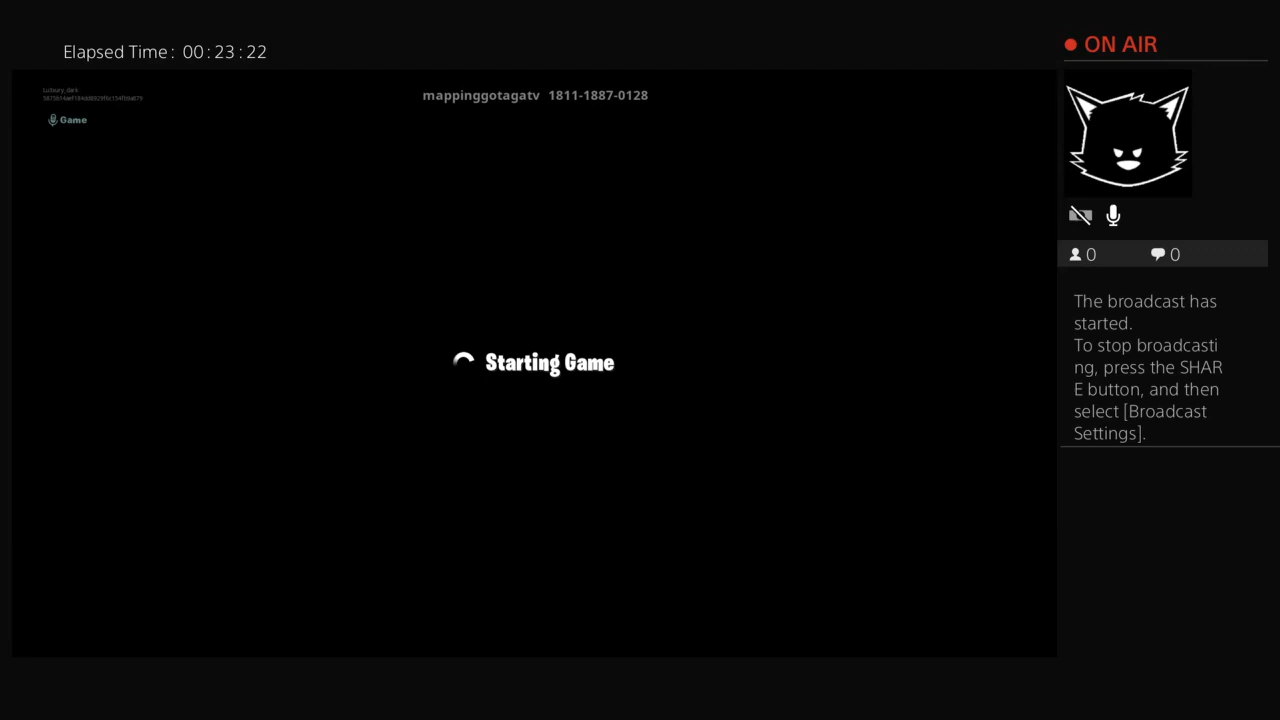 Elapsed Time: 00:23:22
ON AIR
mappinggotagatv 1811-1887-0128
Game
0 0
Starting Game
The broadcast has
started.
To stop broadcasti
ng, press the SHAR
E button, and then
select [Broadcast
Settings].